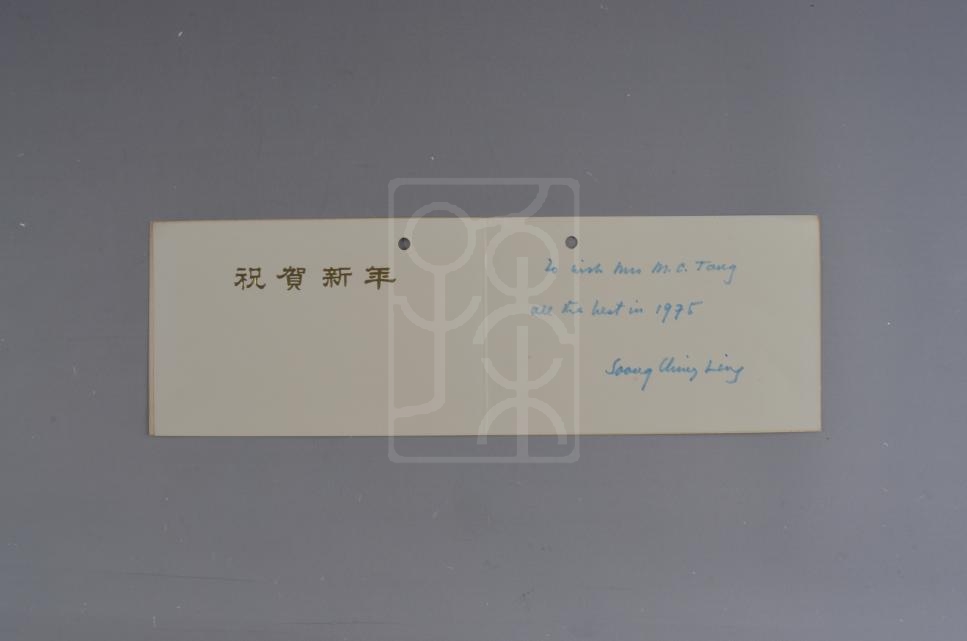 祝賀新年
To wish Mrs M. C. Tang
all the best in 1975
Soong Ching Ling